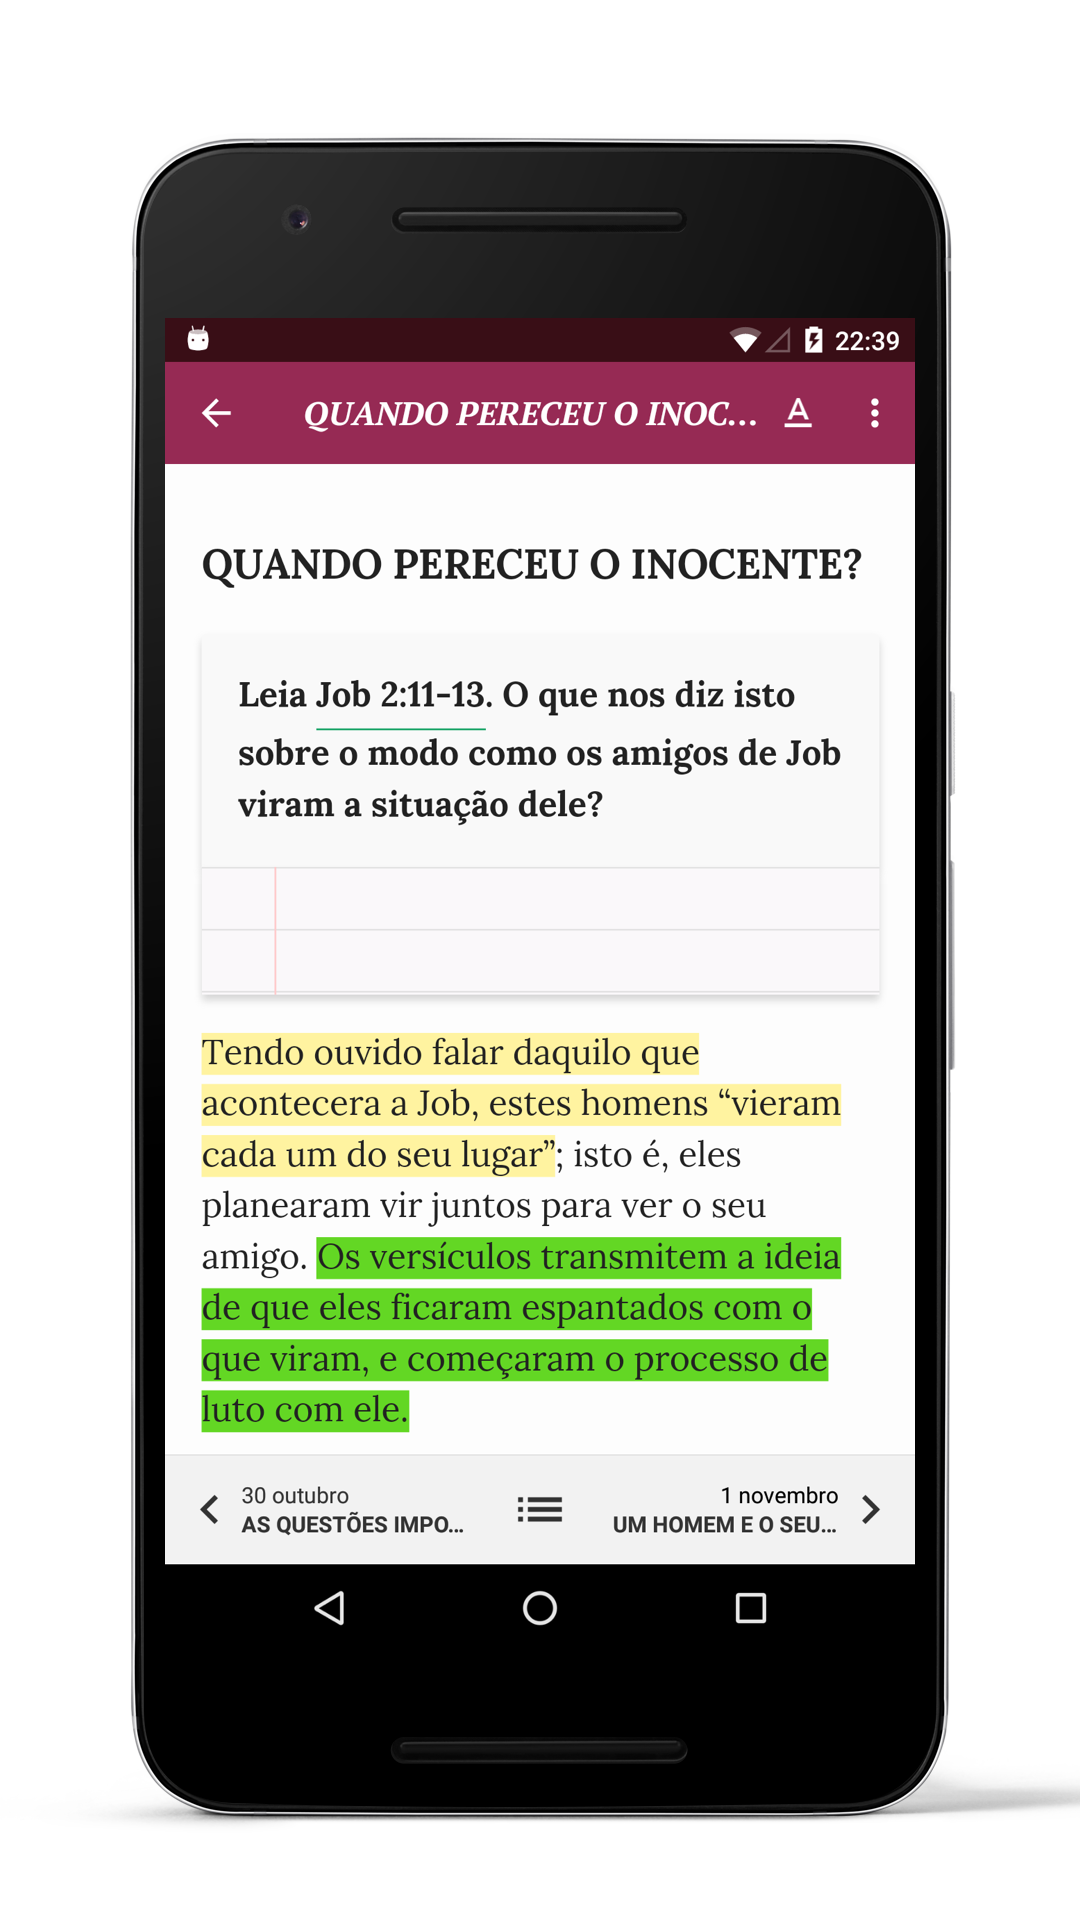 22:39
QUANDO PERECEU O INOC...
QUANDO PERECEU O INOCENTE?
Leia Job 2:11-13. O que nos diz isto
sobre o modo como os amigos de Job
viram a situação dele?
Tendo ouvido falar daquilo que
acontecera a Job, estes homens “vieram
cada um do seu lugar”; isto é, eles
planearam vir juntos para ver o seu
amigo. Os versículos transmitem a ideia
de que eles ficaram espantados com o
que viram, e começaram o processo de
luto com ele.
30 outubro
AS QUESTÕES IMPO...
1 novembro
UM HOMEM E O SEU...